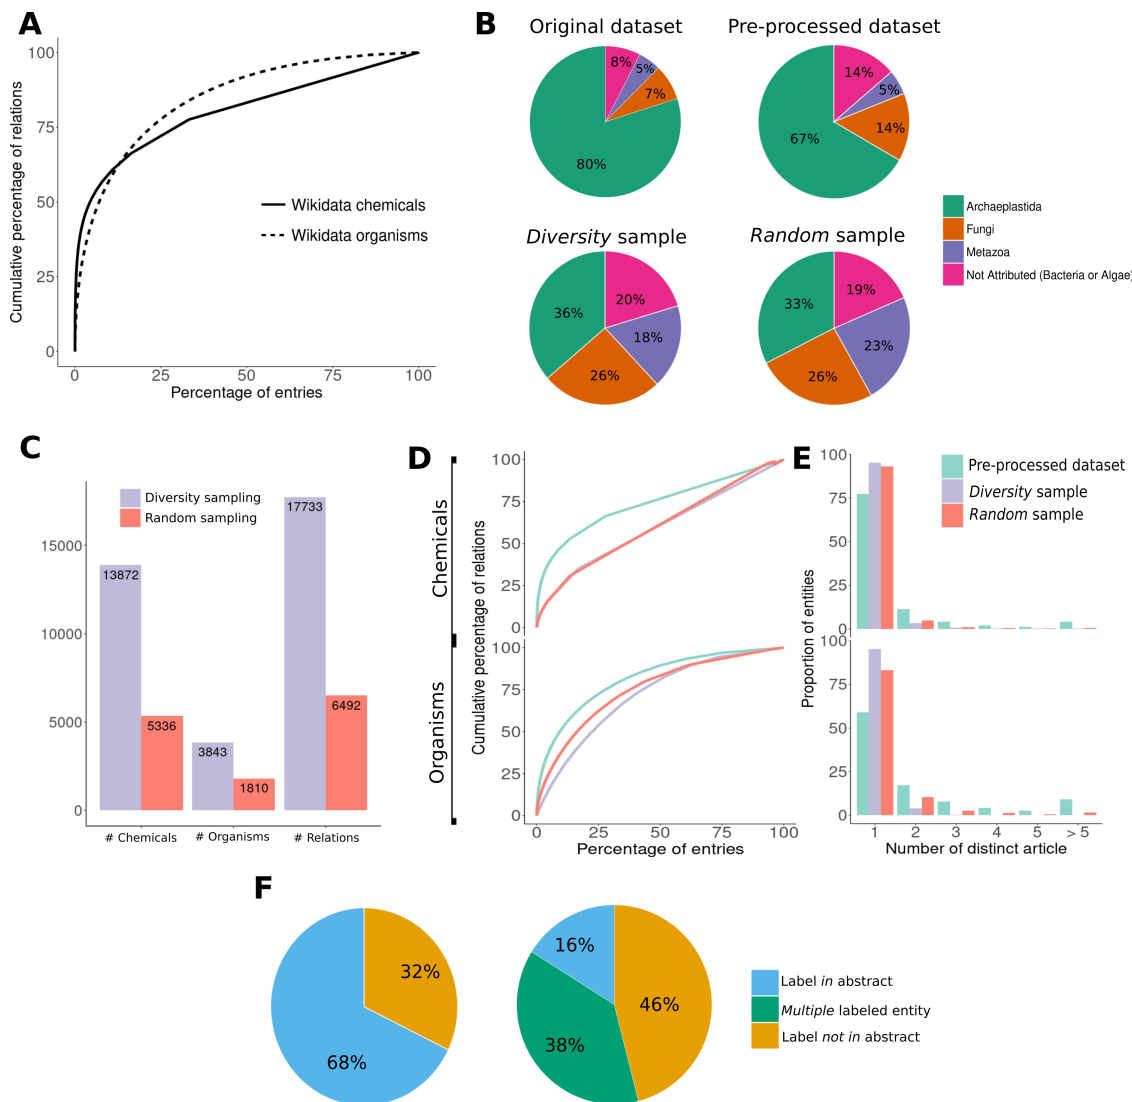 A
Cumulative percentage of relations
100
75
50
25
0
0 25 50 75 100
Percentage of entries
Wikidata chemicals
Wikidata organisms
B
Original dataset
8%
5%
7%
80%
Pre-processed dataset
14%
5%
14%
67%
Diversity sample
36%
20%
18%
26%
Random sample
33%
19%
23%
26%
Archaeplastida
Fungi
Metazoa
Not Attributed (Bacteria or Algae)
C
Diversity sampling
Random sampling
15000
10000
5000
0
13872
5336
3843
1810
17733
6492
# Chemicals # Organisms # Relations
D
Chemicals
Organisms
Cumulative percentage of relations
100
75
50
25
0
100
75
50
25
0
0 25 50 75 100
Percentage of entries
E
Pre-processed dataset
Diversity sample
Random sample
Proportion of entities
100
75
50
25
0
100
75
50
25
0
1 2 3 4 5 > 5
Number of distinct article
F
32%
68%
16%
46%
38%
Label in abstract
Multiple labeled entity
Label not in abstract